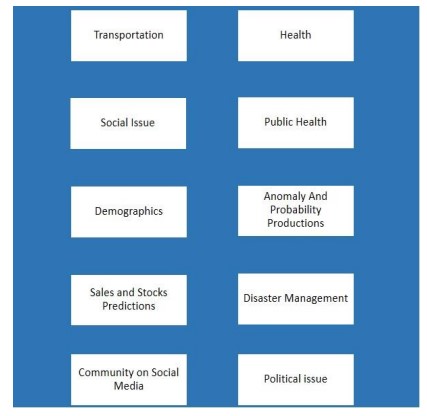 Transportation
Health
Social Issue
Public Health
Demographics
Anomaly And
Probability
Productions
Sales and Stocks
Predictions
Disaster Management
Community on Social
Media
Political issue